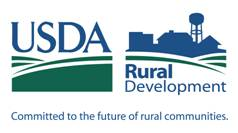 USDA
Rural
Development
Committed to the future of rural communities.